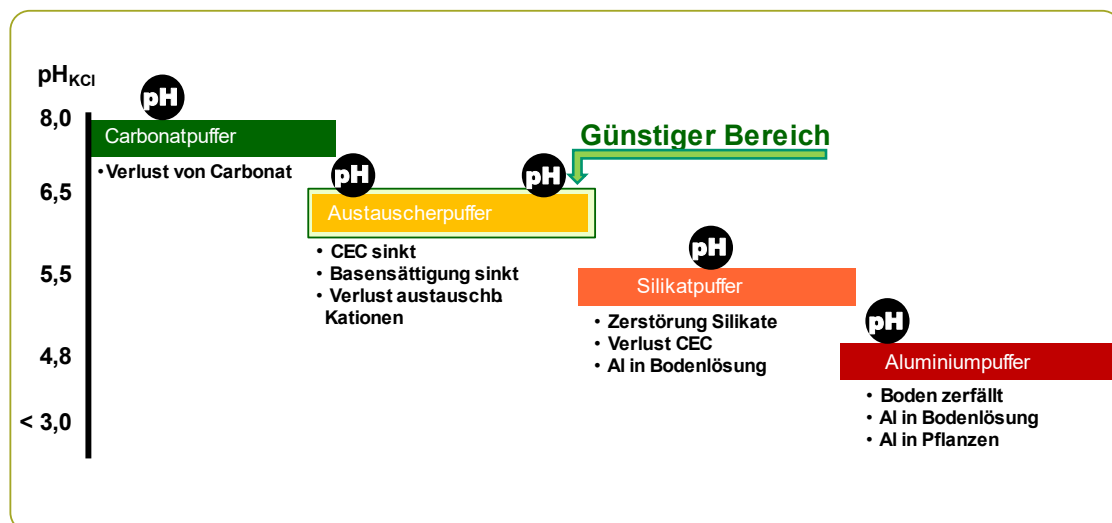 pHKCl
8,0
6,5
5,5
4,8
< 3,0
pH
Carbonatpuffer
• Verlust von Carbonat
Günstiger Bereich
pH
pH
Austauscherpuffer
• CEC sinkt
• Basensättigung sinkt
• Verlust austauschb.
Kationen
pH
Silikatpuffer
• Zerstörung Silikate
• Verlust CEC
• Al in Bodenlösung
pH
Aluminiumpuffer
• Boden zerfällt
• Al in Bodenlösung
• Al in Pflanzen